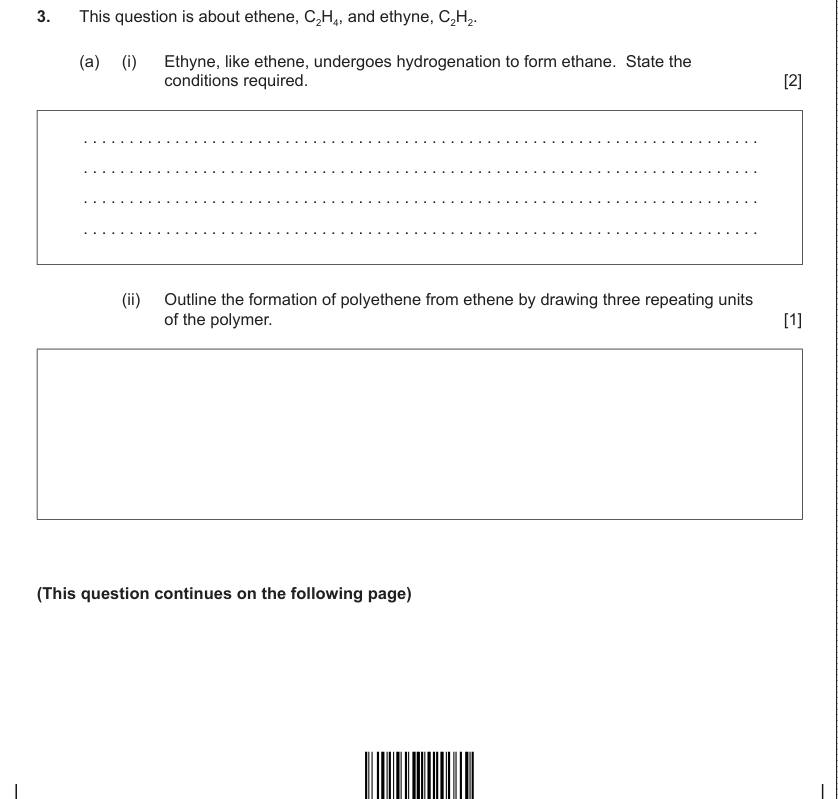 3. This question is about ethene, C₂H₄, and ethyne, C₂H₂.
(a) (i) Ethyne, like ethene, undergoes hydrogenation to form ethane. State the
conditions required. [2]
(ii) Outline the formation of polyethene from ethene by drawing three repeating units
of the polymer. [1]
(This question continues on the following page)